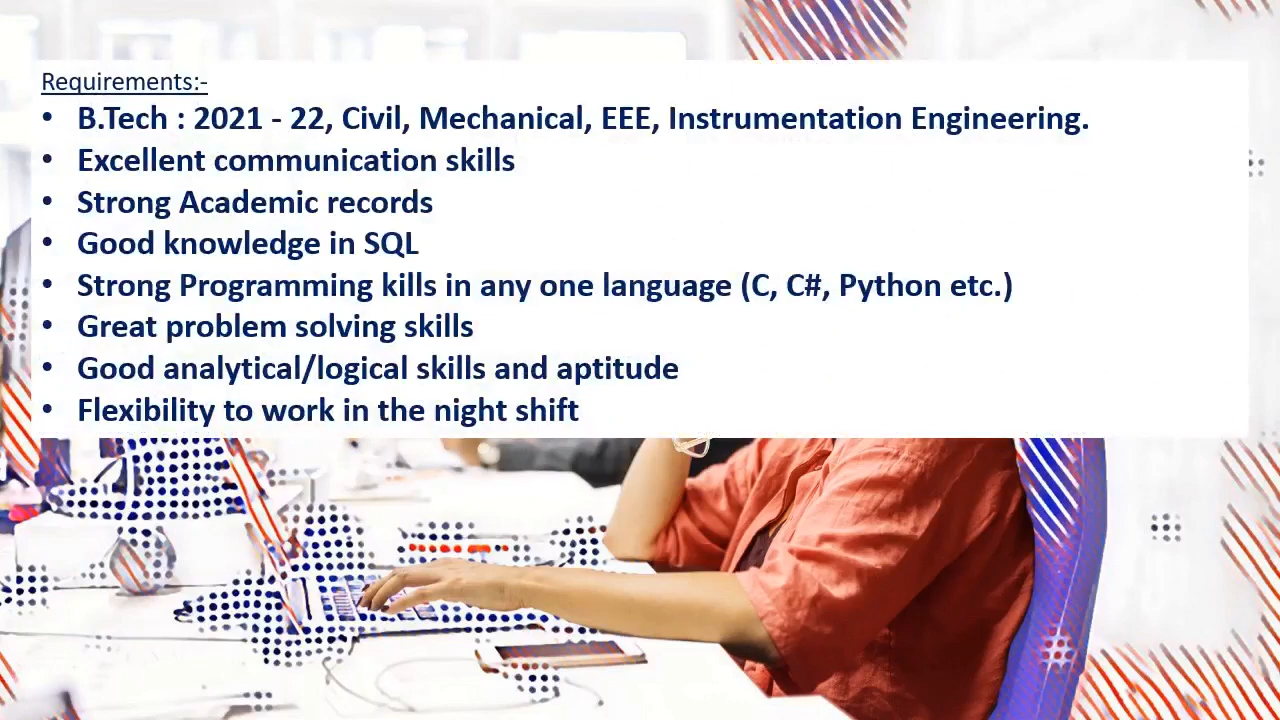 Requirements:-
• B.Tech : 2021 - 22, Civil, Mechanical, EEE, Instrumentation Engineering.
• Excellent communication skills
• Strong Academic records
• Good knowledge in SQL
• Strong Programming kills in any one language (C, C#, Python etc.)
• Great problem solving skills
• Good analytical/logical skills and aptitude
• Flexibility to work in the night shift